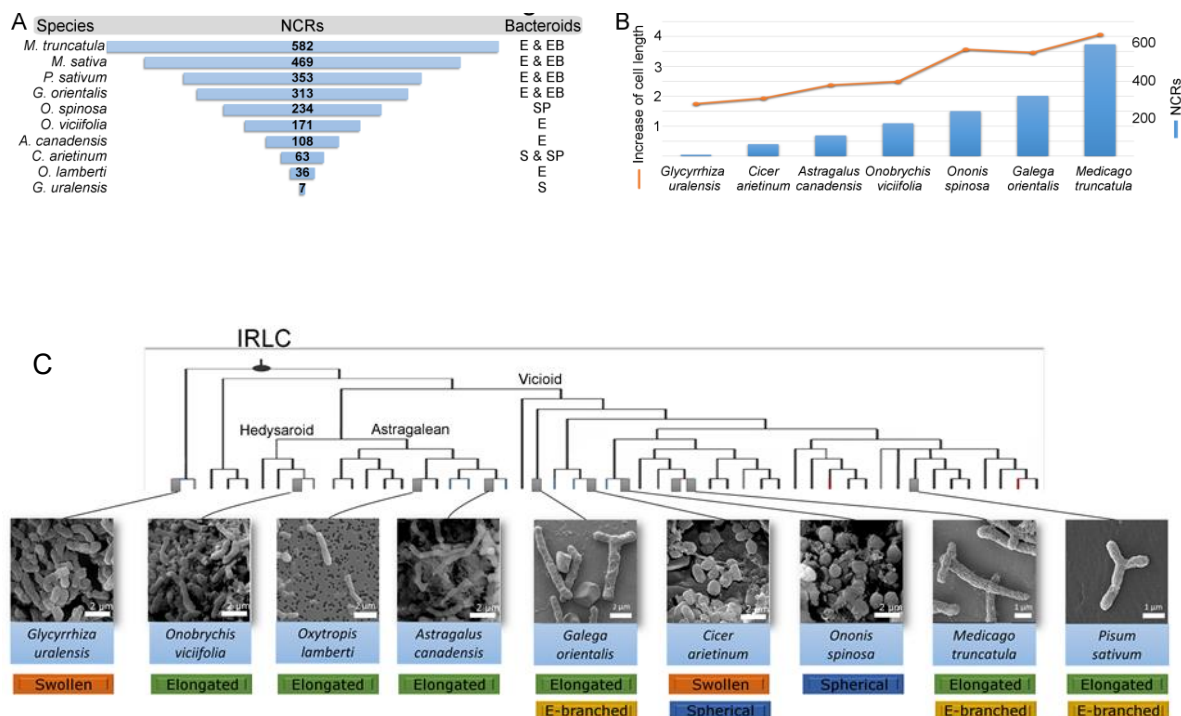 A
Species NCRs Bacteroids
M. truncatula 582 E & EB
M. sativa 469 E & EB
P. sativum 353 E & EB
G. orientalis 313 E & EB
O. spinosa 234 SP
O. viciifolia 171 E
A. canadensis 108 E
C. arietinum 63 S & SP
O. lamberti 36 E
G. uralensis 7 S
B
Increase of cell length
4
3
2
1
600
400
200
NCRs
Glycyrrhiza uralensis
Cicer arietinum
Astragalus canadensis
Onobrychis viciifolia
Ononis spinosa
Galega orientalis
Medicago truncatula
C
IRLC
Vicioid
Hedysaroid Astragalean
2 μm 2 μm 2 μm 2 μm 1 μm 2 μm 2 μm 1 μm 1 μm
Glycyrrhiza Onobrychis Oxytropis Astragalus Galega Cicer Ononis Medicago Pisum
uralensis viciifolia lamberti canadensis orientalis arietinum spinosa truncatula sativum
Swollen Elongated Elongated Elongated Elongated Swollen Spherical Elongated Elongated
E-branched Spherical E-branched E-branched